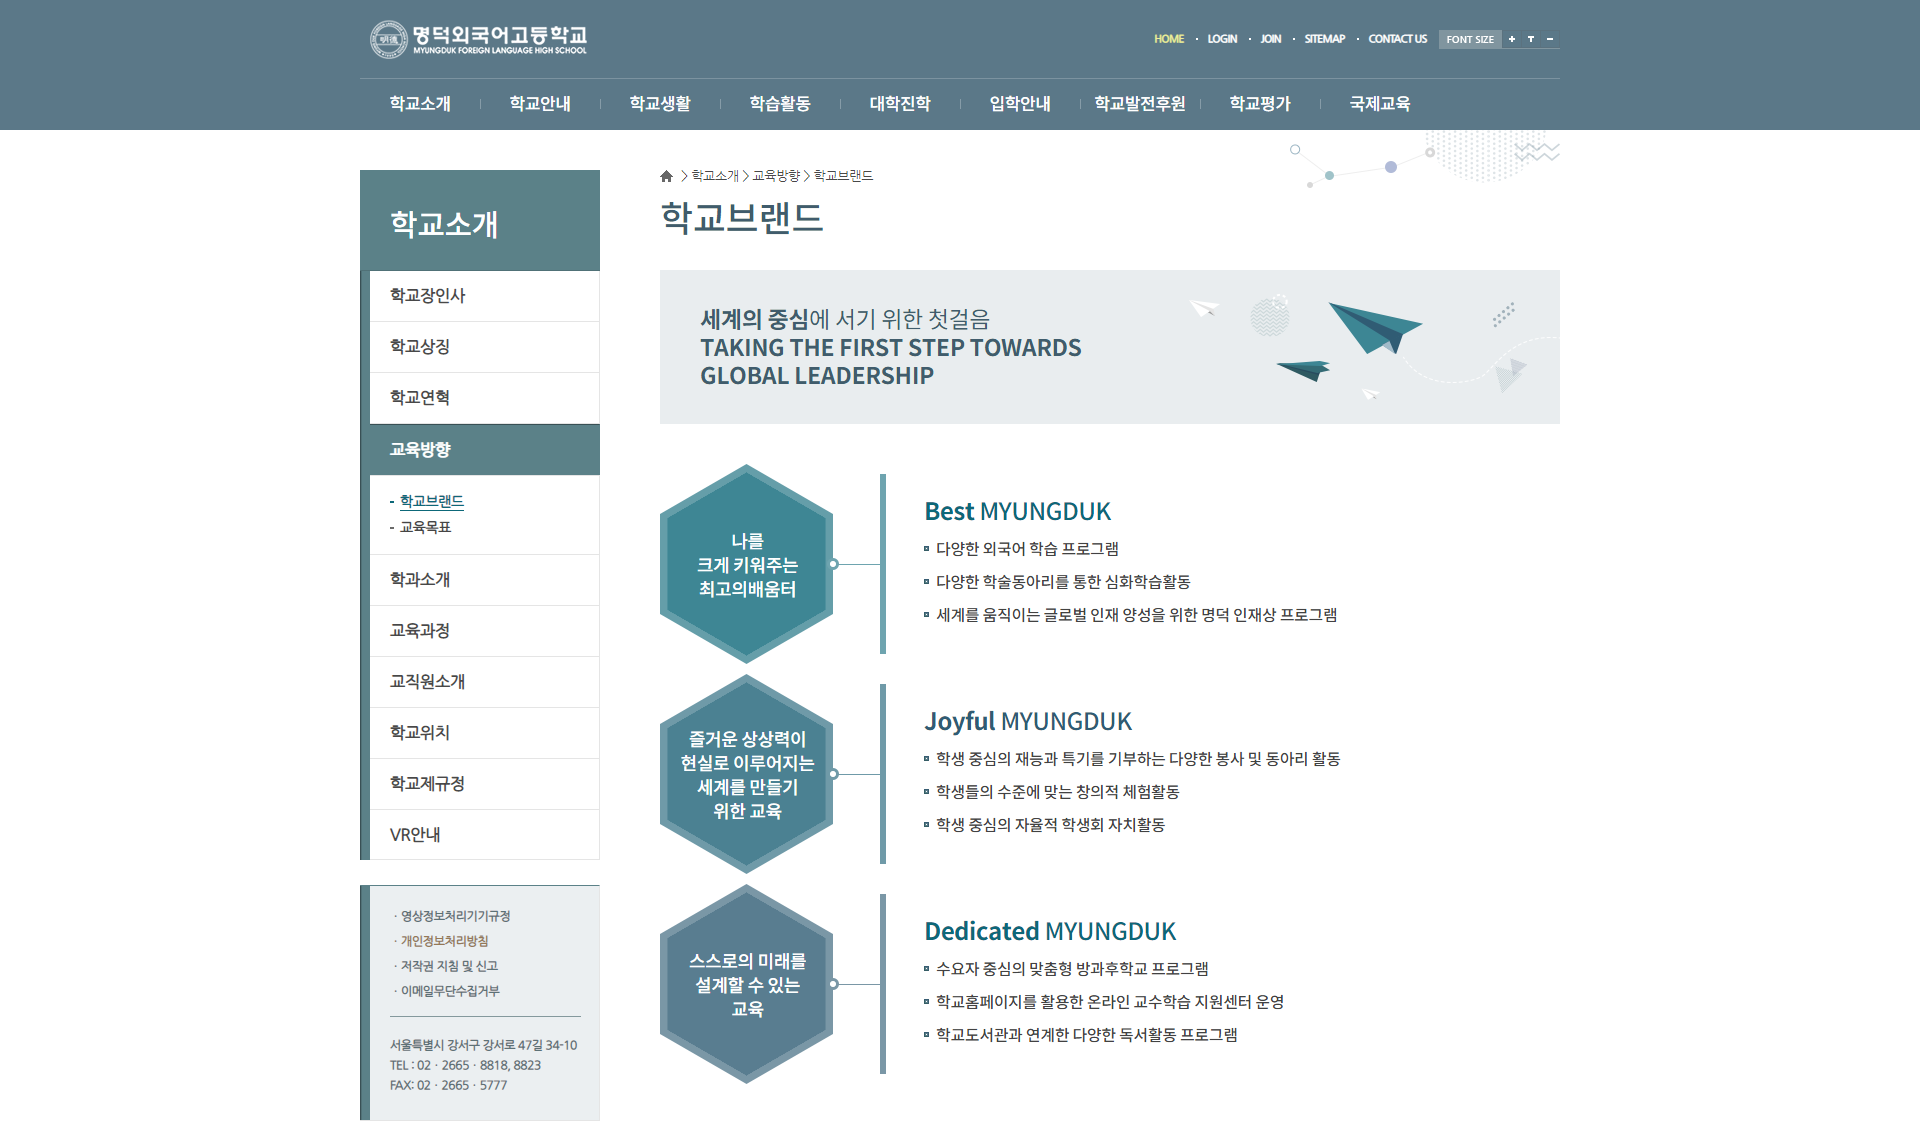 명덕외국어고등학교
MYUNGDUK FOREIGN LANGUAGE HIGH SCHOOL
HOME · LOGIN · JOIN · SITEMAP · CONTACT US FONT SIZE + T -
학교소개 학교안내 학교생활 학습활동 대학진학 입학안내 학교발전후원 학교평가 국제교육
> 학교소개 > 교육방향 > 학교브랜드
학교브랜드
학교소개
학교장인사
학교상징
학교연혁
교육방향
- 학교브랜드
- 교육목표
학과소개
교육과정
교직원소개
학교위치
학교제규정
VR안내
· 영상정보처리기기규정
· 개인정보처리방침
· 저작권 지침 및 신고
· 이메일무단수집거부
서울특별시 강서구 강서로 47길 34-10
TEL : 02 · 2665 · 8818, 8823
FAX: 02 · 2665 · 5777
세계의 중심에 서기 위한 첫걸음
TAKING THE FIRST STEP TOWARDS
GLOBAL LEADERSHIP
나를
크게 키워주는
최고의배움터
Best MYUNGDUK
다양한 외국어 학습 프로그램
다양한 학술동아리를 통한 심화학습활동
세계를 움직이는 글로벌 인재 양성을 위한 명덕 인재상 프로그램
즐거운 상상력이
현실로 이루어지는
세계를 만들기
위한 교육
Joyful MYUNGDUK
학생 중심의 재능과 특기를 기부하는 다양한 봉사 및 동아리 활동
학생들의 수준에 맞는 창의적 체험활동
학생 중심의 자율적 학생회 자치활동
스스로의 미래를
설계할 수 있는
교육
Dedicated MYUNGDUK
수요자 중심의 맞춤형 방과후학교 프로그램
학교홈페이지를 활용한 온라인 교수학습 지원센터 운영
학교도서관과 연계한 다양한 독서활동 프로그램